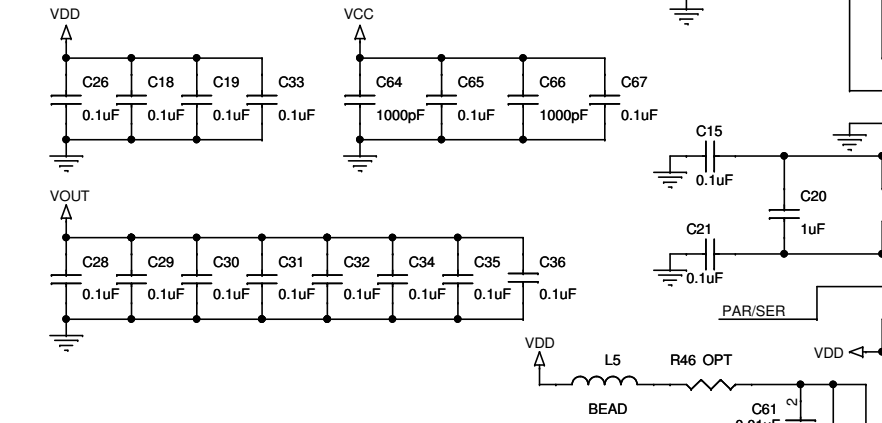 VDD
VCC
C26 C18 C19 C33
C64 C65 C66 C67
0.1uF 0.1uF 0.1uF 0.1uF
1000pF 0.1uF 1000pF 0.1uF
C15
0.1uF
C20
1uF
C21
0.1uF
VOUT
C28 C29 C30 C31 C32 C34 C35 C36
0.1uF 0.1uF 0.1uF 0.1uF 0.1uF 0.1uF 0.1uF 0.1uF
PAR/SER
VDD
VDD
L5
R46 OPT
BEAD
C61
2